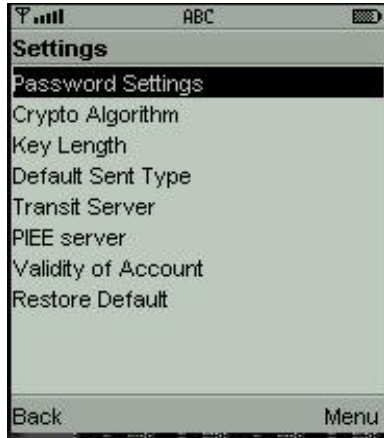 ABC
Settings
Password Settings
Crypto Algorithm
Key Length
Default Sent Type
Transit Server
PIEE server
Validity of Account
Restore Default
Back Menu